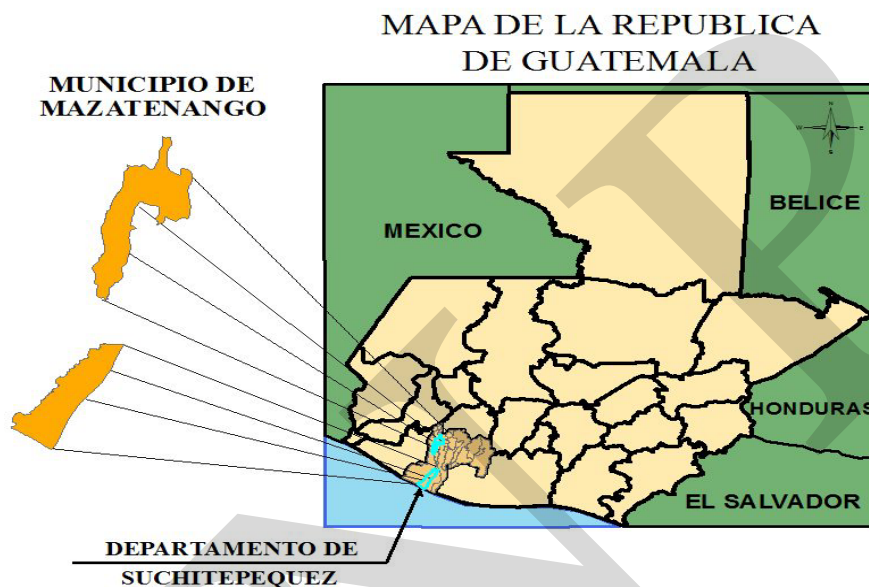 MAPA DE LA REPUBLICA
DE GUATEMALA
MUNICIPIO DE
MAZATENANGO
N
W
E
S
BELICE
MEXICO
HONDURAS
EL SALVADOR
DEPARTAMENTO DE
SUCHITEPEQUEZ